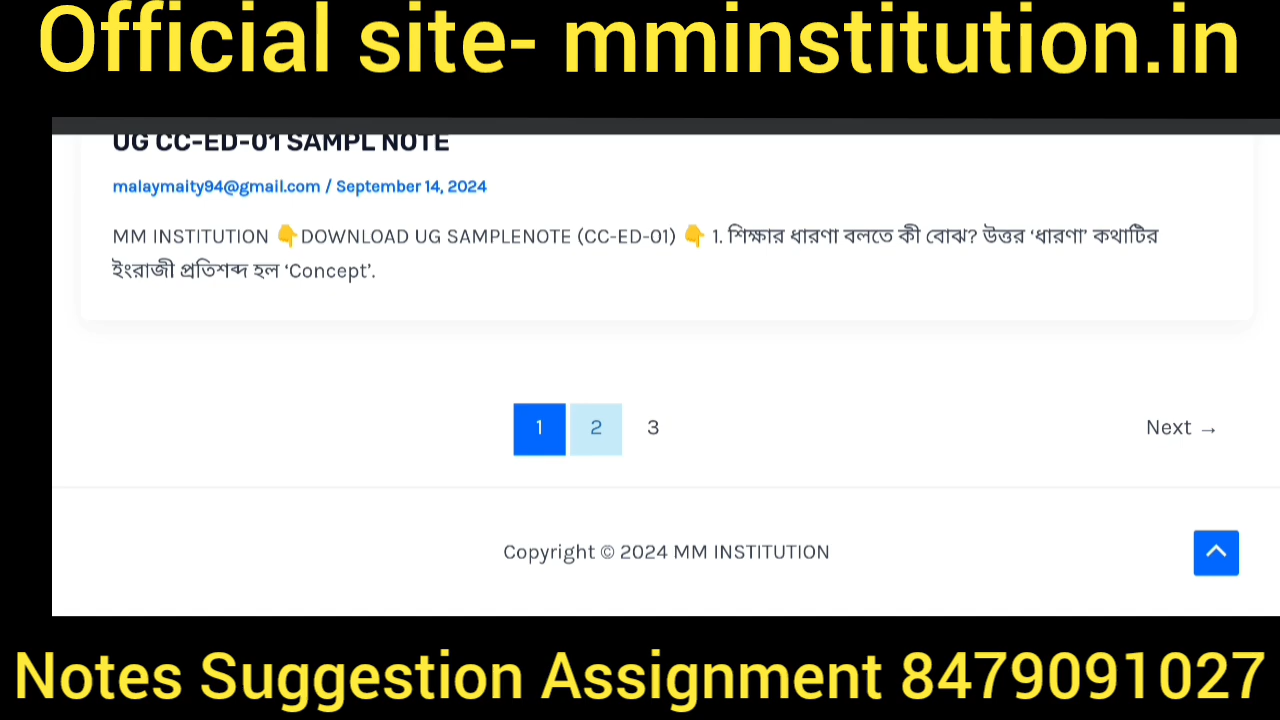 Official site- mminstitution.in
UG CC-ED-01 SAMPL NOTE
malaymaity94@gmail.com / September 14, 2024
MM INSTITUTION 👇DOWNLOAD UG SAMPLENOTE (CC-ED-01) 👇 1. শিক্ষার ধারণা বলতে কী বোঝ? উত্তর ‘ধারণা’ কথাটির
ইংরাজী প্রতিশব্দ হল ‘Concept’.
1 2 3 Next →
Copyright © 2024 MM INSTITUTION
Notes Suggestion Assignment 8479091027